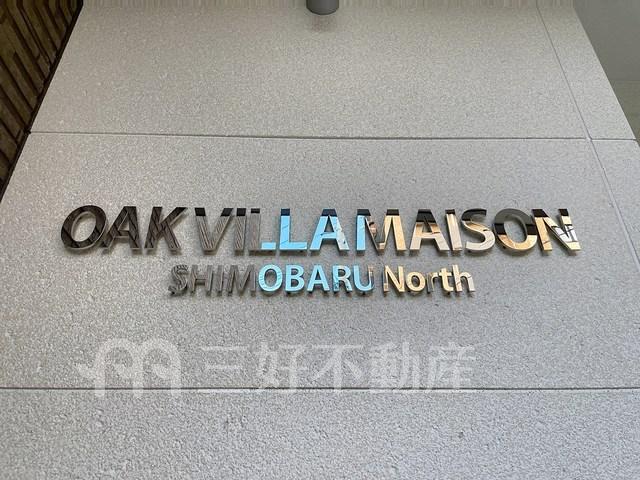 OAK VILLA MAISON
SHIMOBARU North
三好不動産